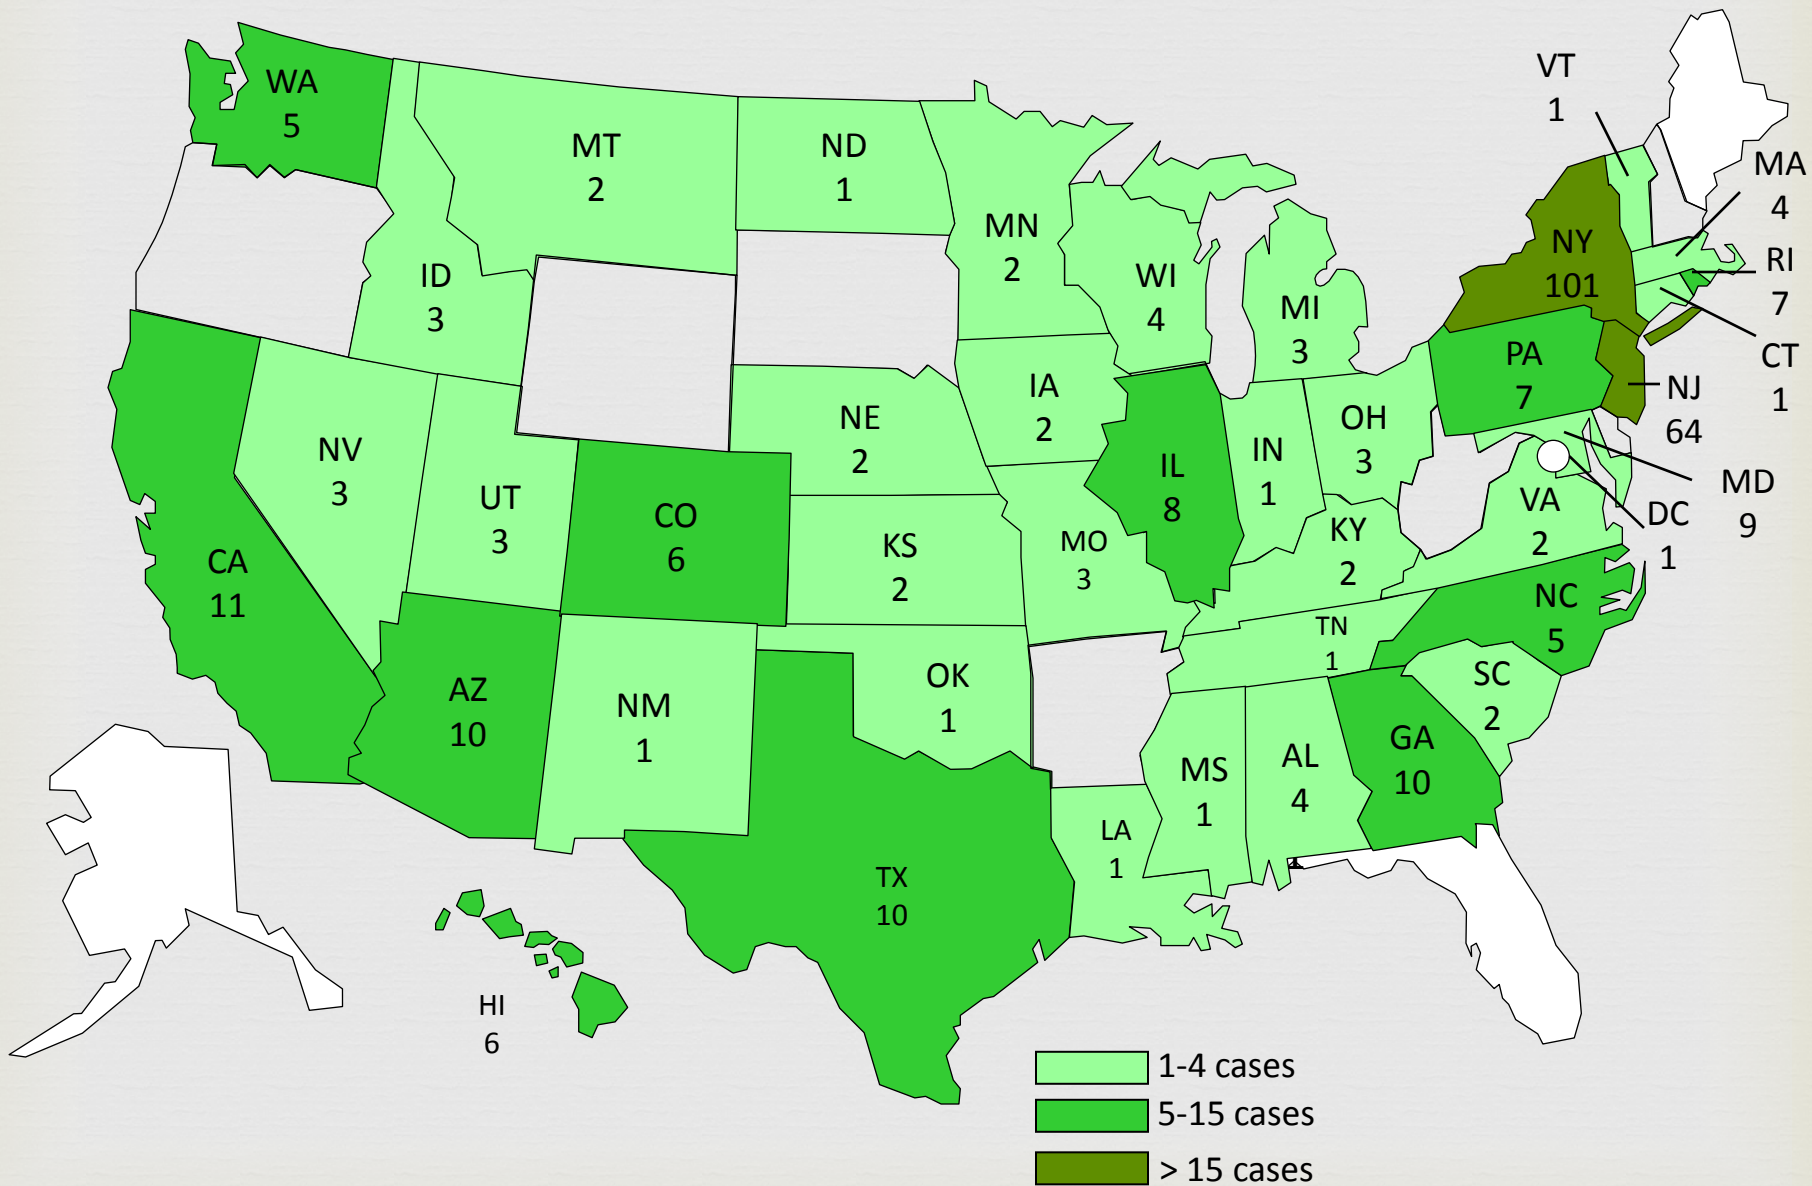 WA
5
MT
2
ND
1
MN
2
ID
3
WI
4
MI
3
VT
1
MA
4
NY
101
RI
7
CT
1
PA
7
NJ
64
MD
9
DC
1
VA
2
NV
3
UT
3
CO
6
NE
2
IA
2
IL
8
IN
1
OH
3
KS
2
MO
3
KY
2
CA
11
NC
5
TN
1
SC
2
AZ
10
NM
1
OK
1
MS
1
AL
4
GA
10
LA
1
TX
10
1
HI
6
1-4 cases
5-15 cases
> 15 cases